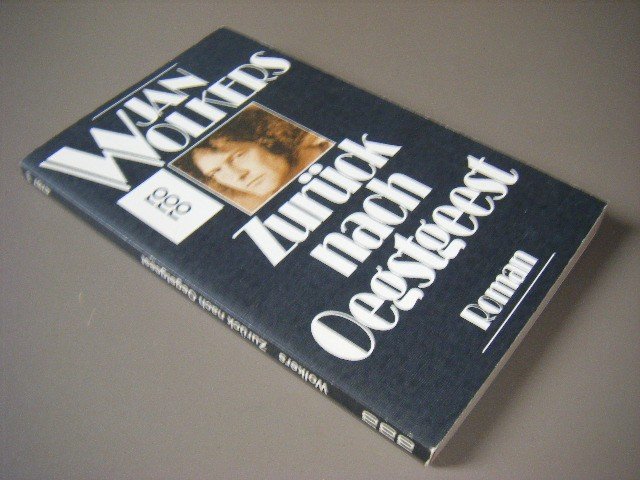 JAN
WOLKERS
Zurück
nach
Oegstgeest
Roman
Wolkers Zurück nach Oegstgeest